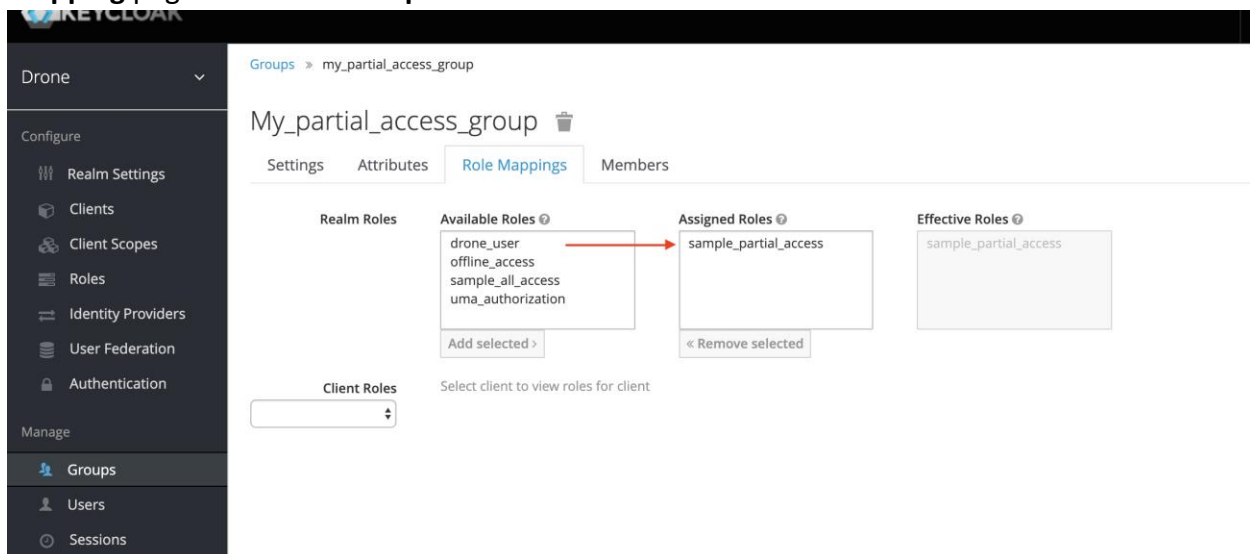 KEYCLOAK
Drone
Groups » my_partial_access_group
My_partial_access_group
Configure
Settings Attributes Role Mappings Members
Realm Settings
Clients
Client Scopes
Roles
Identity Providers
User Federation
Authentication
Realm Roles Available Roles Assigned Roles Effective Roles
drone_user sample_partial_access sample_partial_access
offline_access
sample_all_access
uma_authorization
Add selected > « Remove selected
Client Roles Select client to view roles for client
Manage
Groups
Users
Sessions